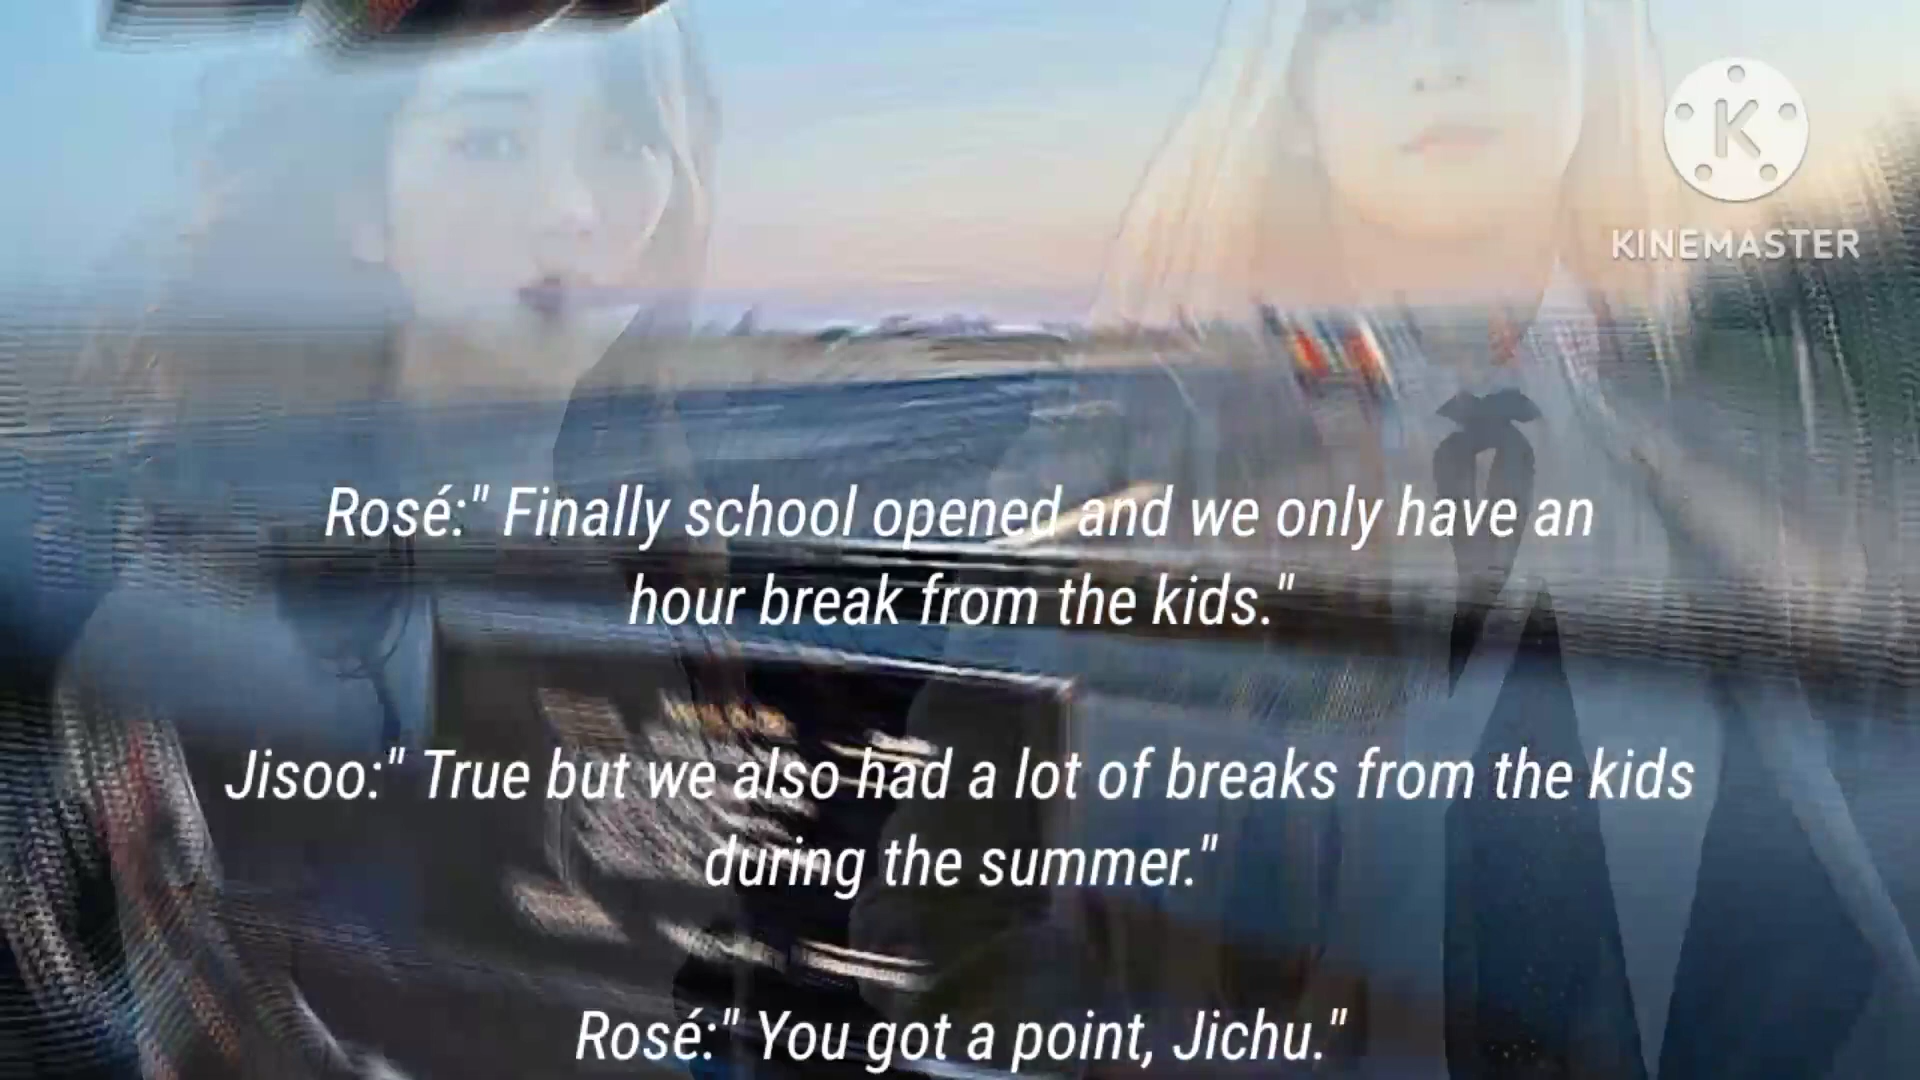 K
KINEMASTER
Rosé:" Finally school opened and we only have an
hour break from the kids."
Jisoo:" True but we also had a lot of breaks from the kids
during the summer."
Rosé:" You got a point, Jichu."